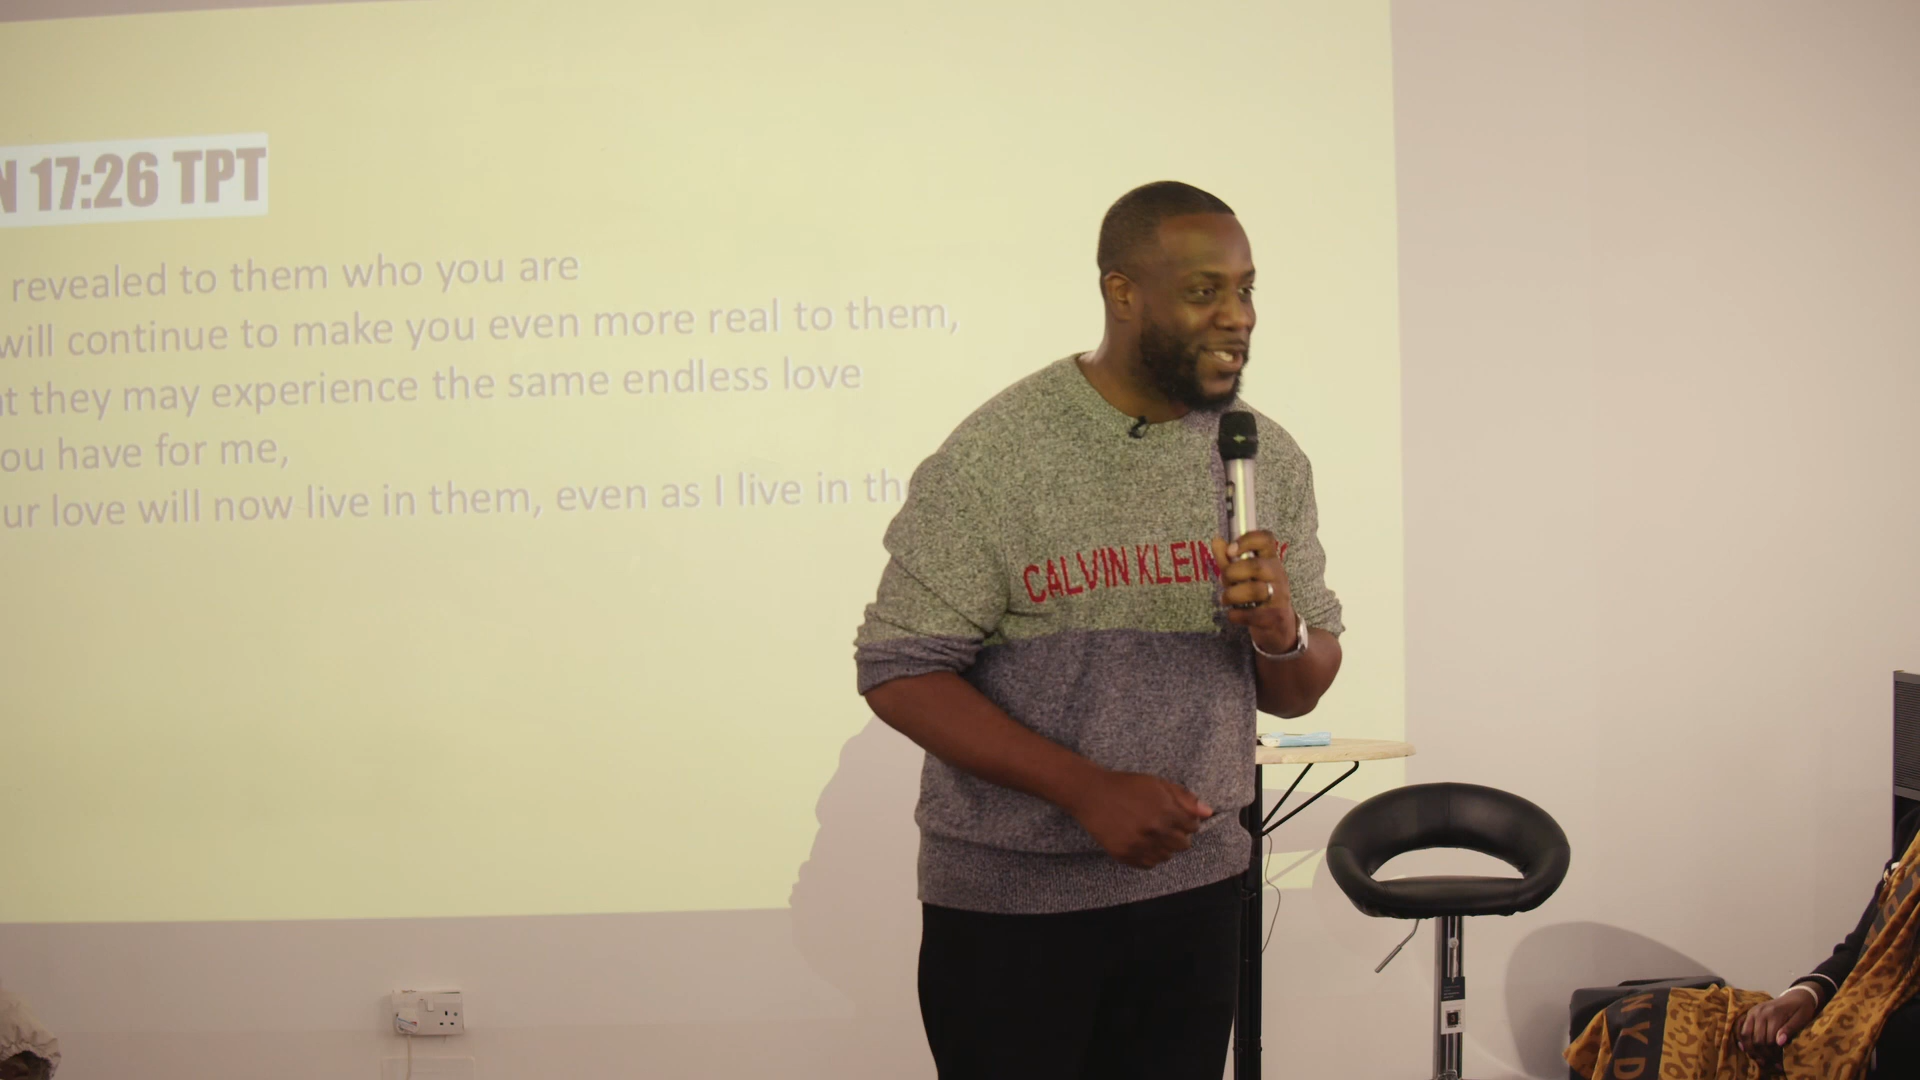 N 17:26 TPT
revealed to them who you are
will continue to make you even more real to them,
they may experience the same endless love
ou have for me,
ur love will now live in them, even as I live in the
CALVIN KLEIN
NYD